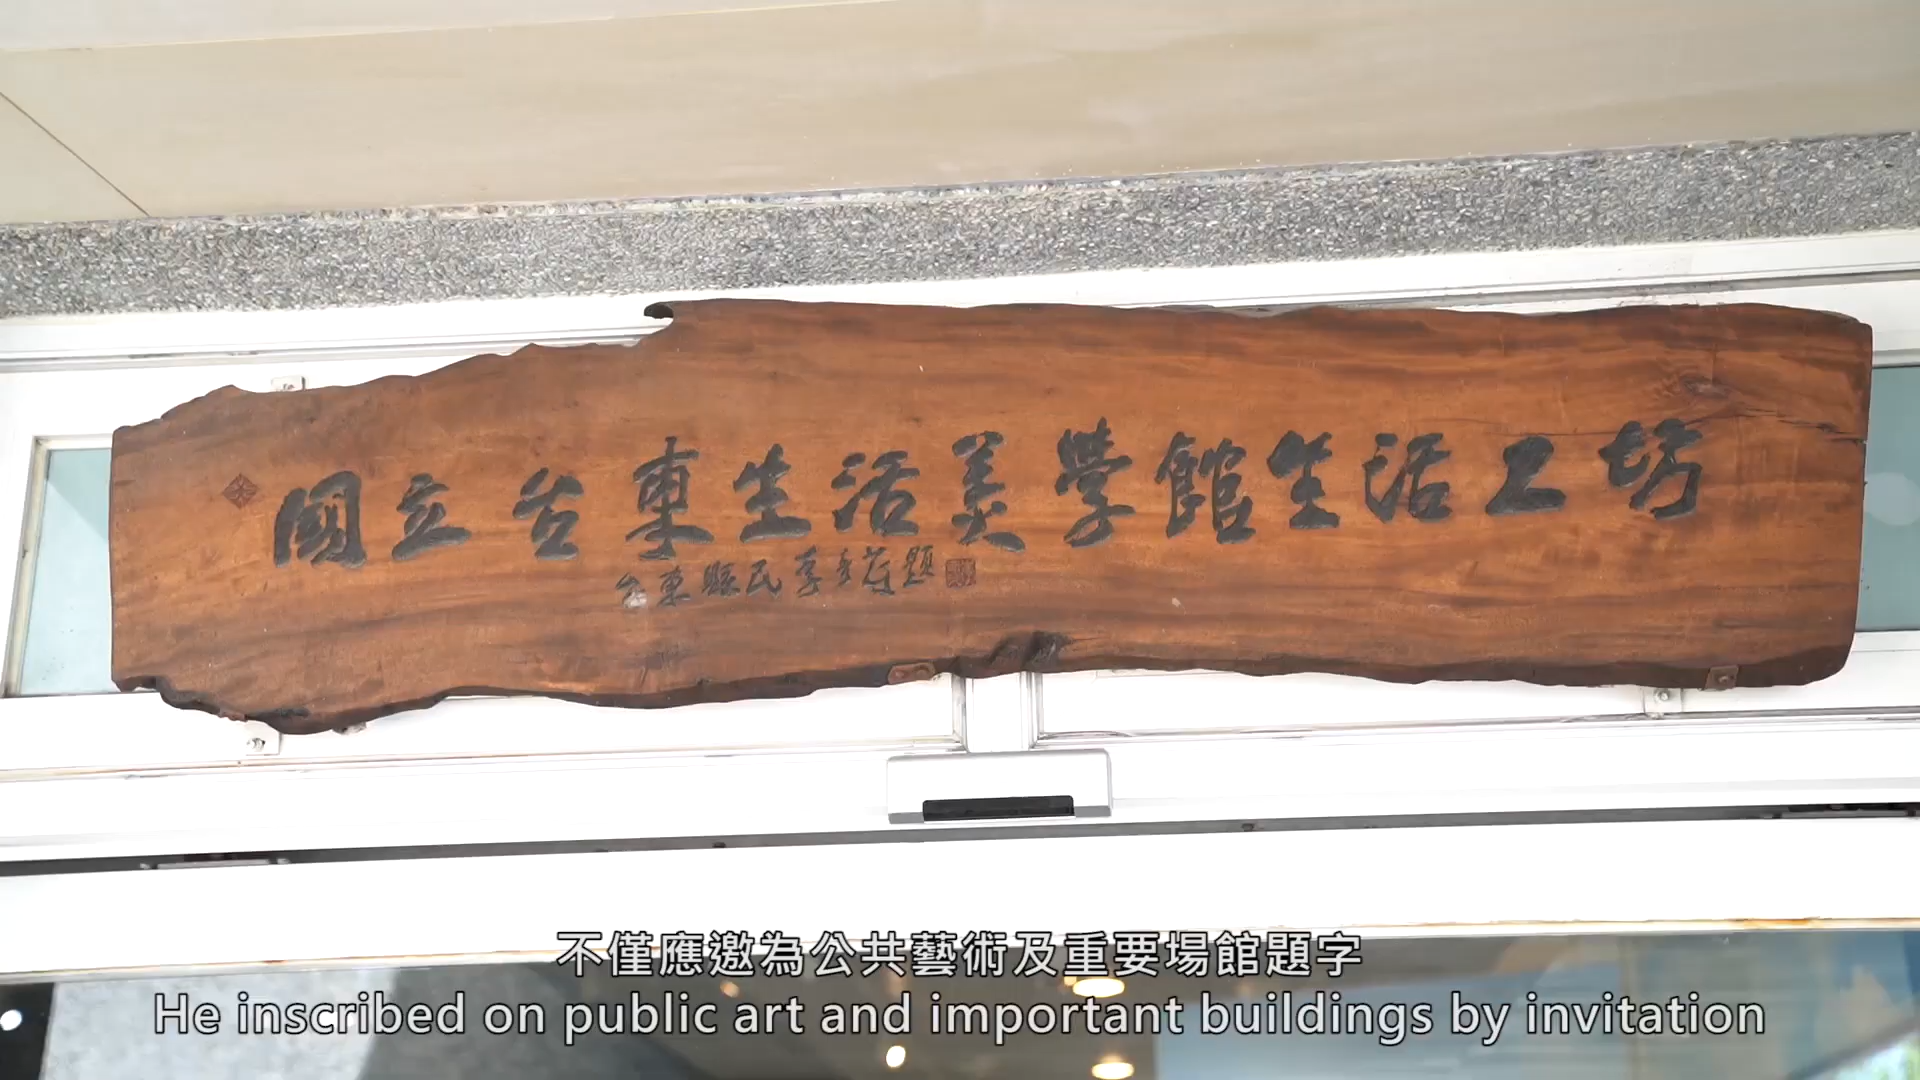 國立台東生活美學館生活工坊
台東縣民李吉崑題
不僅應邀為公共藝術及重要場館題字
He inscribed on public art and important buildings by invitation